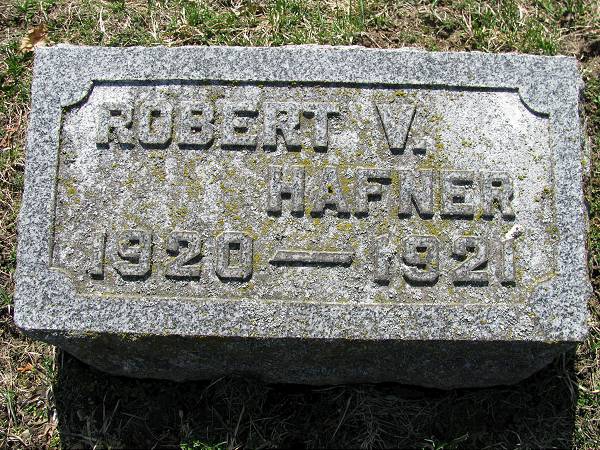 ROBERT V.
HAFNER
1920 — 1921